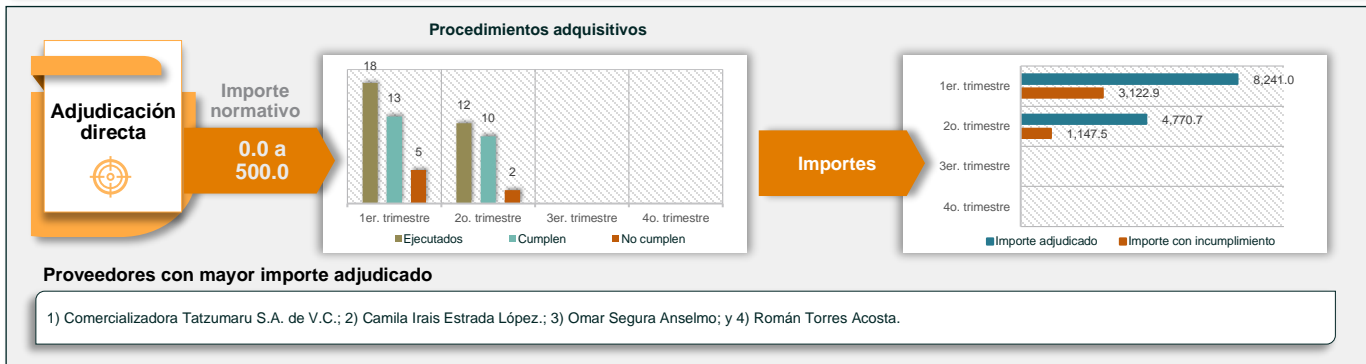 Procedimientos adquisitivos
Adjudicación
directa
Importe
normativo
0.0 a
500.0
18
13
5
12
10
2
1er. trimestre
2o. trimestre
3er. trimestre
4o. trimestre
Ejecutados
Cumplen
No cumplen
Importes
1er. trimestre
8,241.0
3,122.9
2o. trimestre
4,770.7
1,147.5
3er. trimestre
4o. trimestre
Importe adjudicado
Importe con incumplimiento
Proveedores con mayor importe adjudicado
1) Comercializadora Tatzumaru S.A. de V.C.; 2) Camila Irais Estrada López.; 3) Omar Segura Anselmo; y 4) Román Torres Acosta.